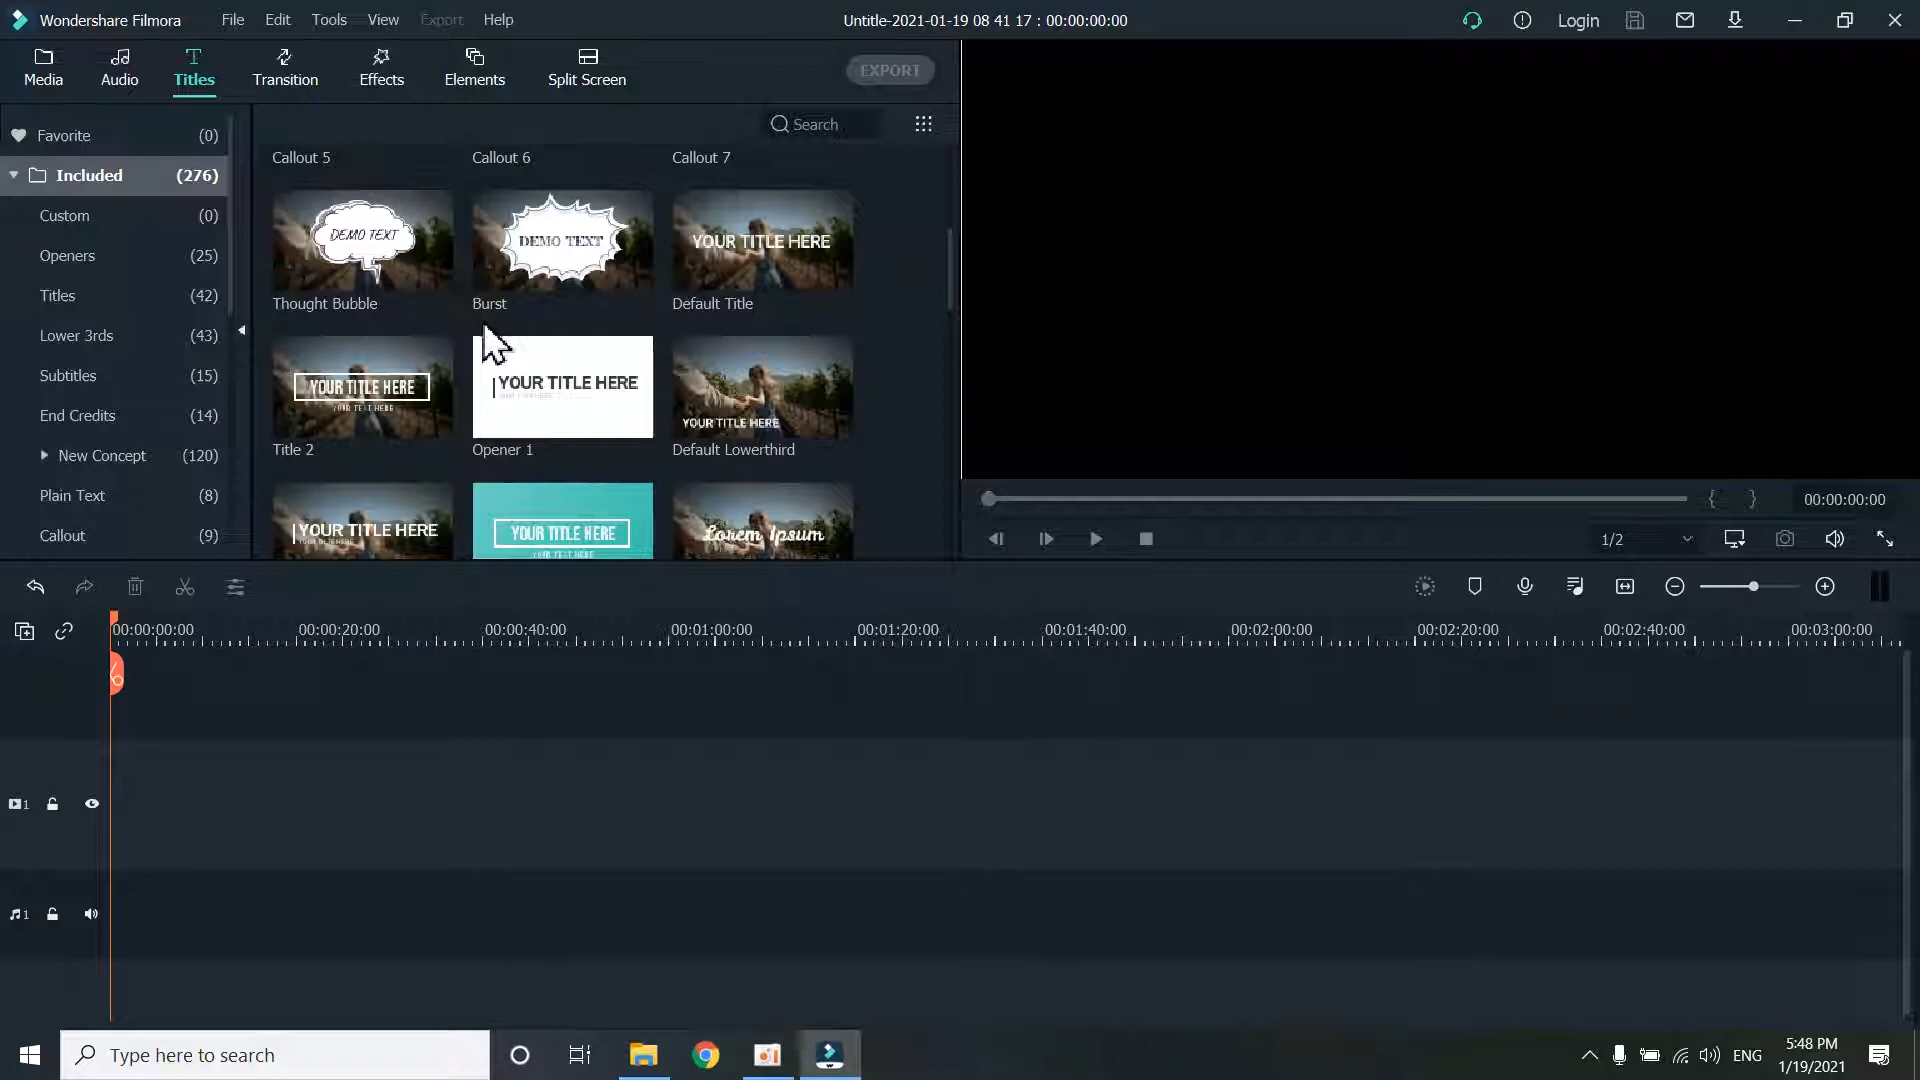 Wondershare Filmora File Edit Tools View Export Help Untitle-2021-01-19 08 41 17 : 00:00:00:00 Login
Media Audio Titles Transition Effects Elements Split Screen EXPORT
Search
Favorite (0)
Included (276)
Custom (0)
Openers (25)
Titles (42)
Lower 3rds (43)
Subtitles (15)
End Credits (14)
New Concept (120)
Plain Text (8)
Callout (9)
Callout 5 Callout 6 Callout 7
DEMO TEXT DEMO TEXT YOUR TITLE HERE
Thought Bubble Burst Default Title
YOUR TITLE HERE YOUR TITLE HERE
YOUR TEXT HERE YOUR TITLE HERE
Title 2 Opener 1 Default Lowerthird
YOUR TITLE HERE YOUR TITLE HERE Lorem Ipsum
YOUR TEXT HERE
00:00:00:00
1/2
00:00:00:00 00:00:20:00 00:00:40:00 00:01:00:00 00:01:20:00 00:01:40:00 00:02:00:00 00:02:20:00 00:02:40:00 00:03:00:00
1
1
Type here to search ENG 5:48 PM
1/19/2021